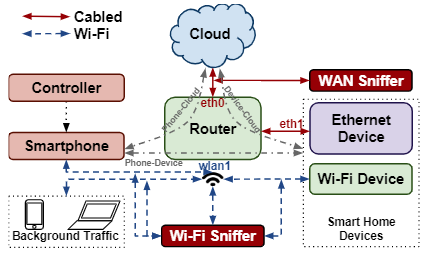 Cabled
Wi-Fi
Cloud
WAN Sniffer
Controller
Phone-Cloud
Device-Cloud
eth0
Router
eth1
Ethernet
Device
Smartphone
Phone-Device
wlan1
Wi-Fi Device
Background Traffic
Wi-Fi Sniffer
Smart Home
Devices